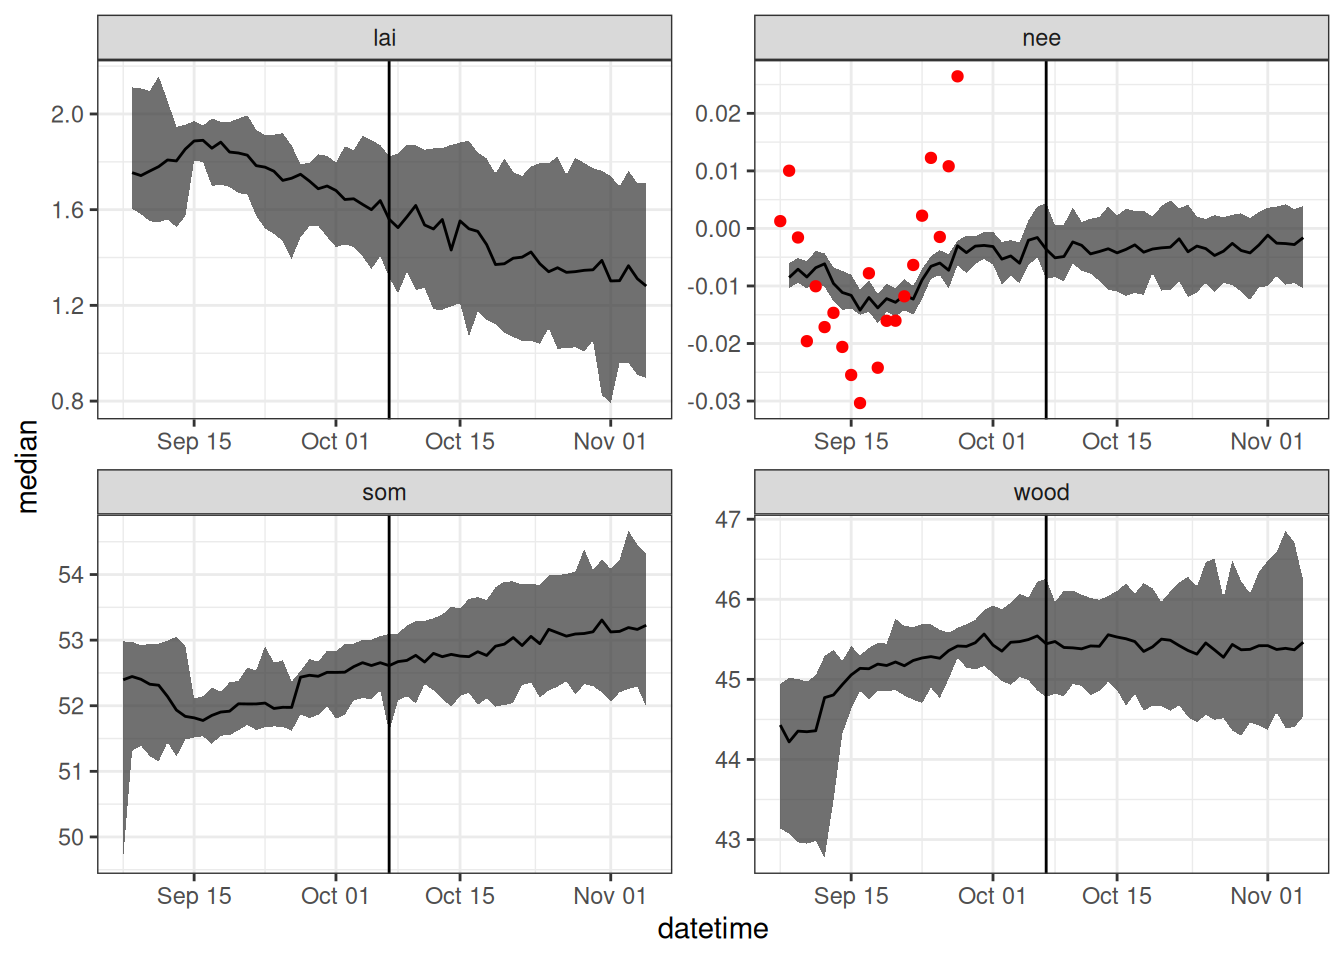 lai
nee
2.0
1.6
1.2
0.8
0.02
0.01
0.00
-0.01
-0.02
-0.03
Sep 15 Oct 01 Oct 15 Nov 01
Sep 15 Oct 01 Oct 15 Nov 01
median
som
wood
54
53
52
51
50
47
46
45
44
43
Sep 15 Oct 01 Oct 15 Nov 01
Sep 15 Oct 01 Oct 15 Nov 01
datetime